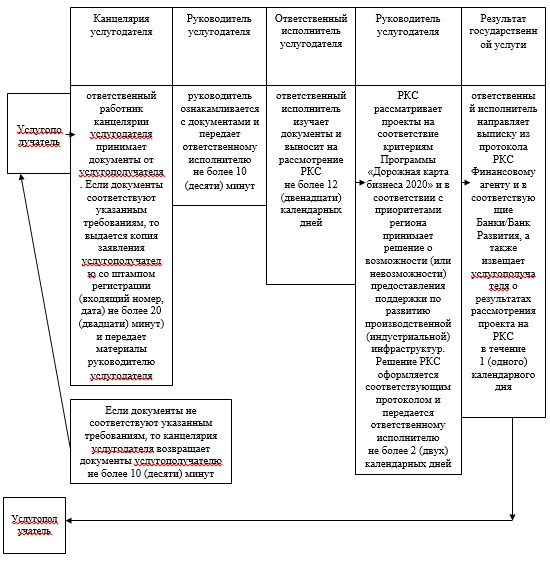 Канцелярия
услугодателя
Руководитель
услугодателя
Ответственный
исполнитель
услугодателя
Руководитель
услугодателя
Результат
государствен
ной услуги
Услугопо
лучатель
ответственный
работник
канцелярии
услугодателя
принимает
документы от
услугополучателя
. Если документы
соответствуют
указанным
требованиям, то
выдается копия
заявления
услугополучател
ю со штампом
регистрации
(входящий номер,
дата) не более 20
(двадцати) минут)
и передает
материалы
руководителю
услугодателя
руководитель
ознакамливается
с документами и
передает
ответственному
исполнителю
не более 10
(десяти) минут
ответственный
исполнитель
изучает
документы и
выносит на
рассмотрение
РКС
не более 12
(двенадцати)
календарных
дней
РКС
рассматривает
проекты на
соответствие
критериям
Программы
«Дорожная карта
бизнеса 2020» и в
соответствии с
приоритетами
региона
принимает
решение о
возможности (или
невозможности)
предоставления
поддержки по
развитию
производственной
(индустриальной)
инфраструктур.
Решение РКС
оформляется
соответствующим
протоколом и
передается
ответственному
исполнителю
не более 2 (двух)
календарных дней
ответственны
й исполнитель
направляет
выписку из
протокола
РКС
Финансовому
агенту и в
соответствую
щие
Банки/Банк
Развития, а
также
извещает
услугополуча
теля о
результатах
рассмотрения
проекта на
РКС
в течение
1 (одного)
календарного
дня
Если документы не
соответствуют указанным
требованиям, то канцелярия
услугодателя возвращает
документы услугополучателю
не более 10 (десяти) минут
Услугопол
учатель